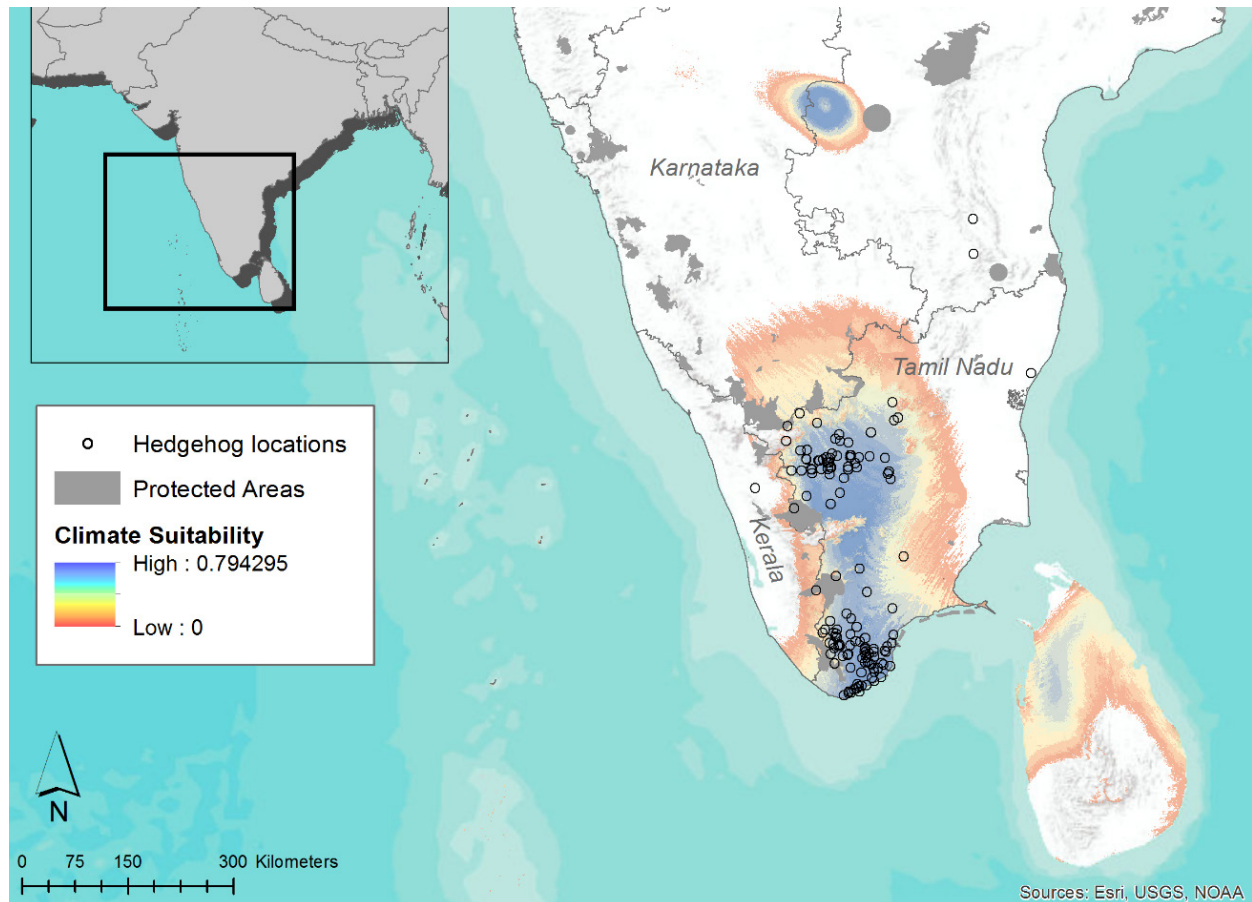 Karnataka
Tamil Nadu
Kerala
Hedgehog locations
Protected Areas
Climate Suitability
High : 0.794295
Low : 0
N
0 75 150 300 Kilometers
Sources: Esri, USGS, NOAA